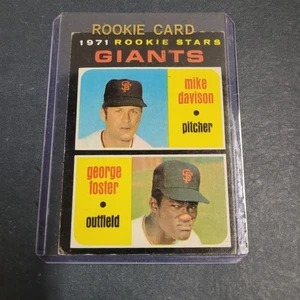 ROOKIE CARD
1971 ROOKIE STARS
GIANTS
mike
davison
pitcher
george
foster
outfield